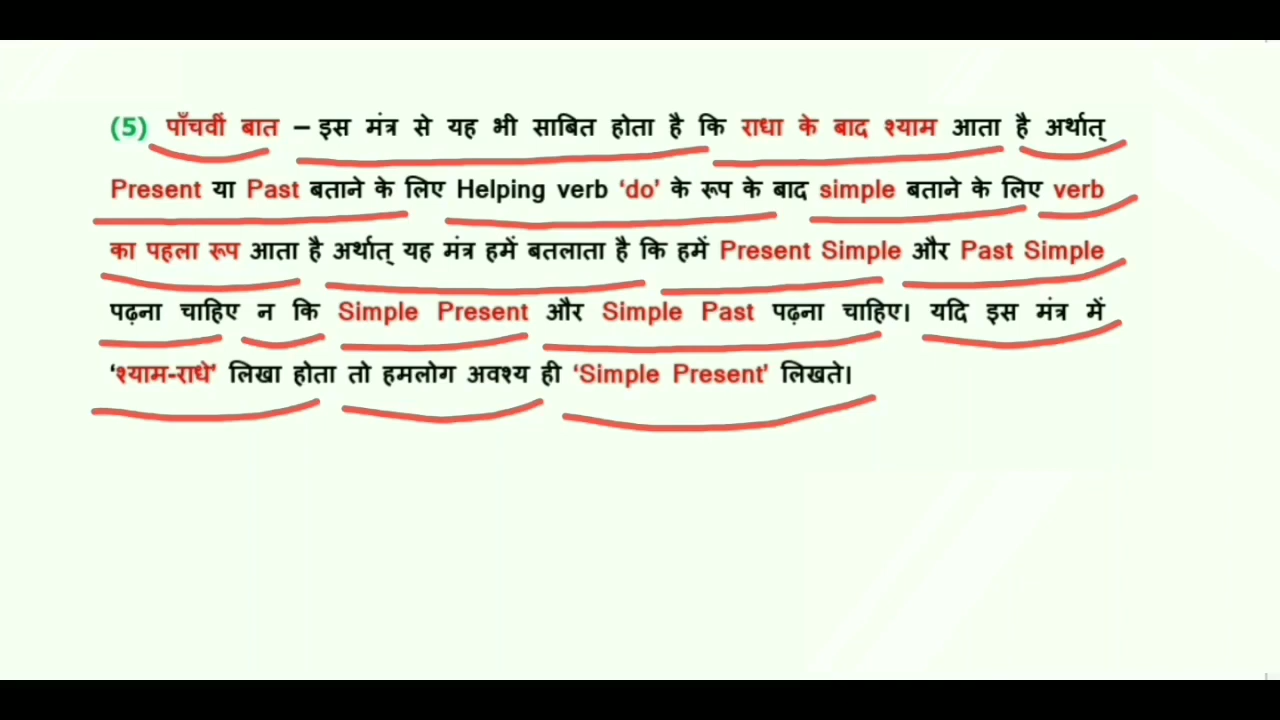 (5) पाँचवीं बात – इस मंत्र से यह भी साबित होता है कि राधा के बाद श्याम आता है अर्थात्
Present या Past बताने के लिए Helping verb ‘do’ के रूप के बाद simple बताने के लिए verb
का पहला रूप आता है अर्थात् यह मंत्र हमें बतलाता है कि हमें Present Simple और Past Simple
पढ़ना चाहिए न कि Simple Present और Simple Past पढ़ना चाहिए। यदि इस मंत्र में
‘श्याम-राधे’ लिखा होता तो हमलोग अवश्य ही ‘Simple Present’ लिखते।